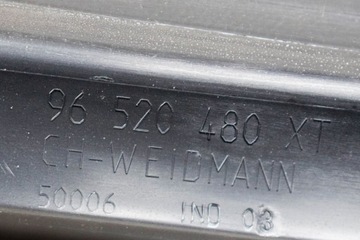 96 520 480 XT
CH-WEIDMANN
50006 IND 03